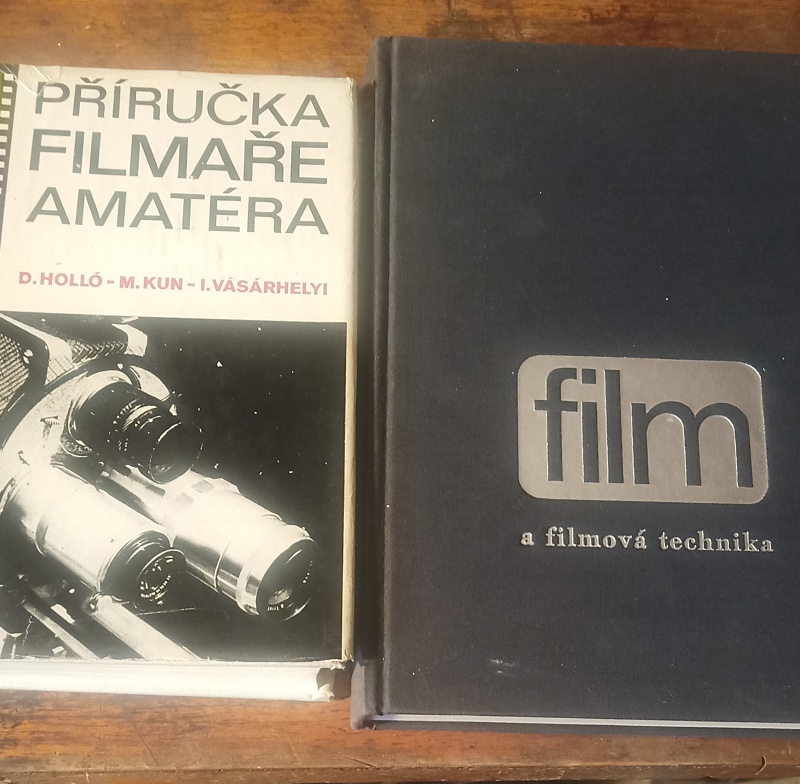 PŘÍRUČKA
FILMAŘE
AMATÉRA
D. HOLLÓ - M. KUN - I. VÁSÁRHELYI
film
a filmová technika